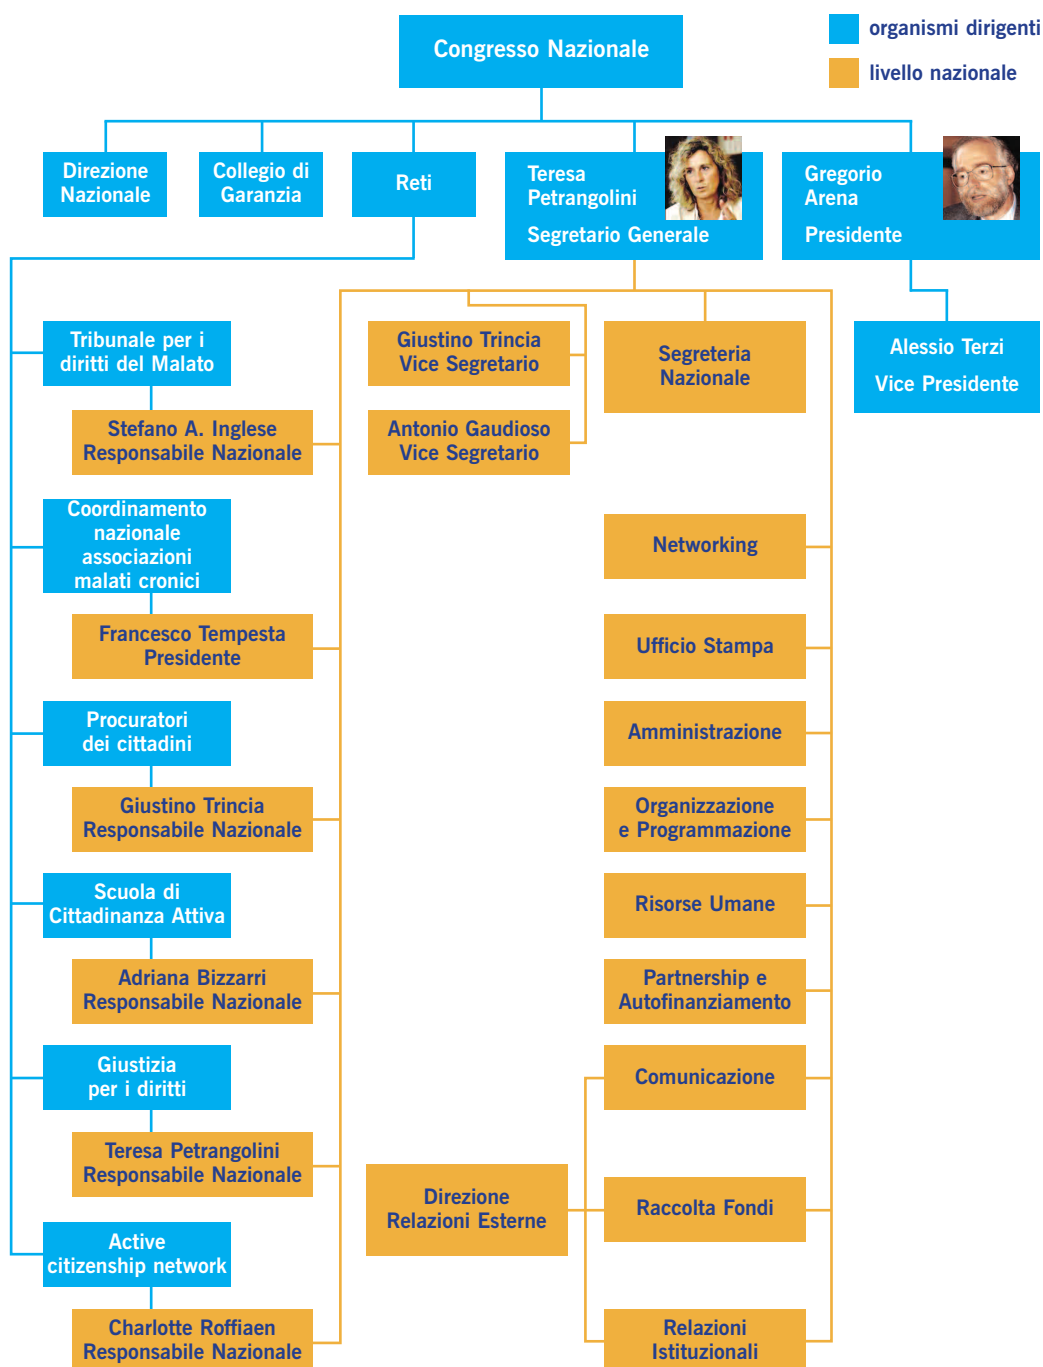 organismi dirigenti
livello nazionale
Congresso Nazionale
Direzione
Nazionale
Collegio di
Garanzia
Reti
Teresa
Petrangolini
Segretario Generale
Gregorio
Arena
Presidente
Tribunale per i
diritti del Malato
Stefano A. Inglese
Responsabile Nazionale
Coordinamento
nazionale
associazioni
malati cronici
Francesco Tempesta
Presidente
Procuratori
dei cittadini
Giustino Trincia
Responsabile Nazionale
Scuola di
Cittadinanza Attiva
Adriana Bizzarri
Responsabile Nazionale
Giustizia
per i diritti
Teresa Petrangolini
Responsabile Nazionale
Active
citizenship network
Charlotte Roffiaen
Responsabile Nazionale
Giustino Trincia
Vice Segretario
Antonio Gaudioso
Vice Segretario
Segreteria
Nazionale
Alessio Terzi
Vice Presidente
Networking
Ufficio Stampa
Amministrazione
Organizzazione
e Programmazione
Risorse Umane
Partnership e
Autofinanziamento
Comunicazione
Direzione
Relazioni Esterne
Raccolta Fondi
Relazioni
Istituzionali